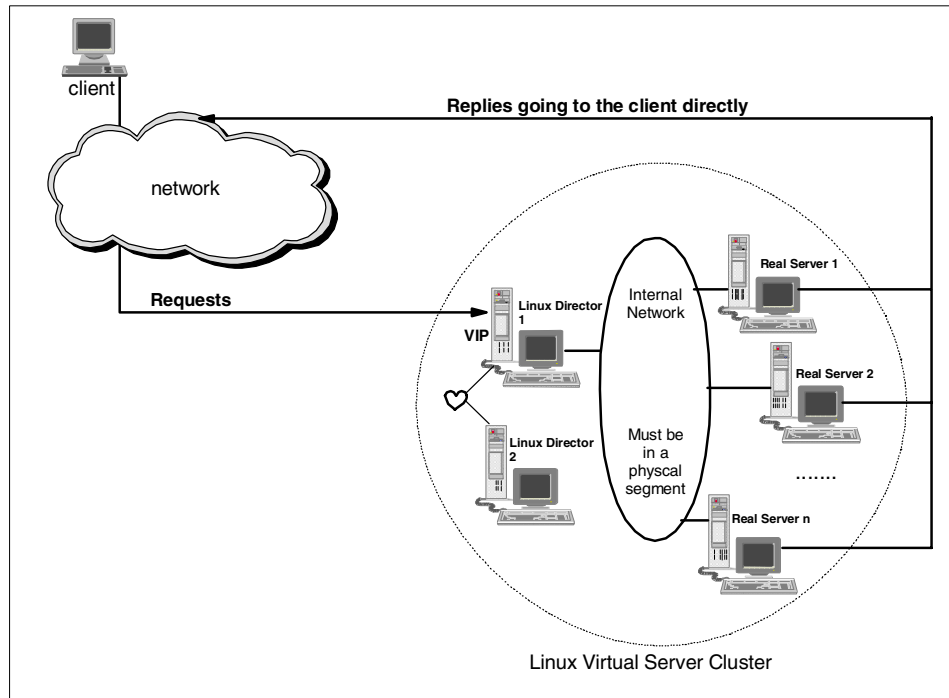 client
Replies going to the client directly
network
Requests
VIP
Linux Director
1
Linux Director
2
Internal
Network
Must be
in a
physcal
segment
Real Server 1
Real Server 2
.......
Real Server n
Linux Virtual Server Cluster